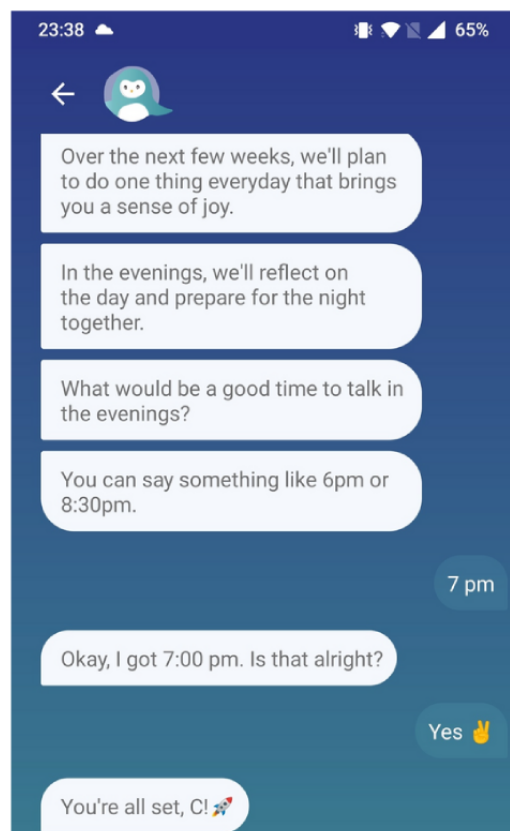 23:38 65%
Over the next few weeks, we'll plan
to do one thing everyday that brings
you a sense of joy.
In the evenings, we'll reflect on
the day and prepare for the night
together.
What would be a good time to talk in
the evenings?
You can say something like 6pm or
8:30pm.
7 pm
Okay, I got 7:00 pm. Is that alright?
Yes ✌️
You're all set, C!🚀